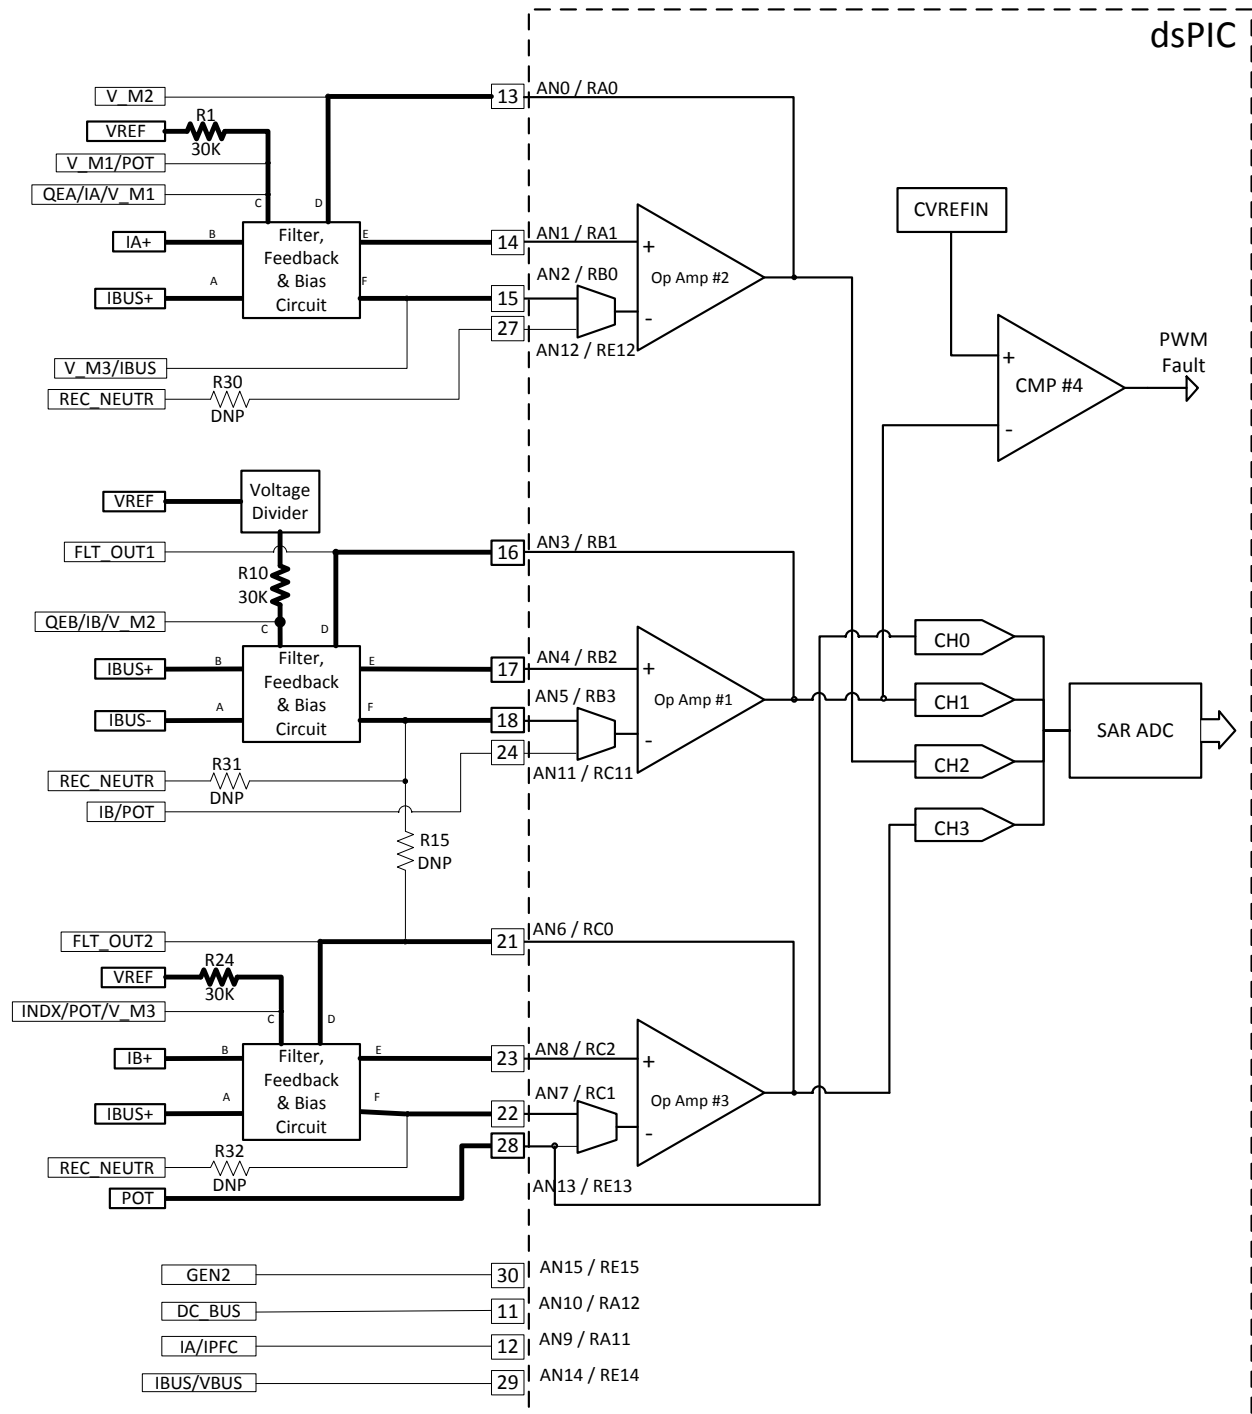 dsPIC
V_M2
13
AN0 / RA0
R1
VREF
30K
V_M1/POT
QEA/IA/V_M1
C
D
CVREFIN
IA+
B
Filter,
Feedback
& Bias
Circuit
E
14
AN1 / RA1
+
Op Amp #2
-
IBUS+
A
F
15
AN2 / RB0
27
AN12 / RE12
V_M3/IBUS
R30
REC_NEUTR
DNP
+
CMP #4
-
PWM
Fault
VREF
Voltage
Divider
FLT_OUT1
16
AN3 / RB1
R10
30K
QEB/IB/V_M2
C
D
IBUS+
B
Filter,
Feedback
& Bias
Circuit
E
17
AN4 / RB2
+
Op Amp #1
-
IBUS-
A
F
18
AN5 / RB3
24
AN11 / RC11
R31
REC_NEUTR
DNP
IB/POT
R15
DNP
CH0
CH1
CH2
CH3
SAR ADC
FLT_OUT2
21
AN6 / RC0
R24
VREF
30K
INDX/POT/V_M3
C
D
IB+
B
Filter,
Feedback
& Bias
Circuit
E
23
AN8 / RC2
+
Op Amp #3
-
IBUS+
A
F
22
AN7 / RC1
28
AN13 / RE13
R32
REC_NEUTR
DNP
POT
GEN2
30
AN15 / RE15
DC_BUS
11
AN10 / RA12
IA/IPFC
12
AN9 / RA11
IBUS/VBUS
29
AN14 / RE14